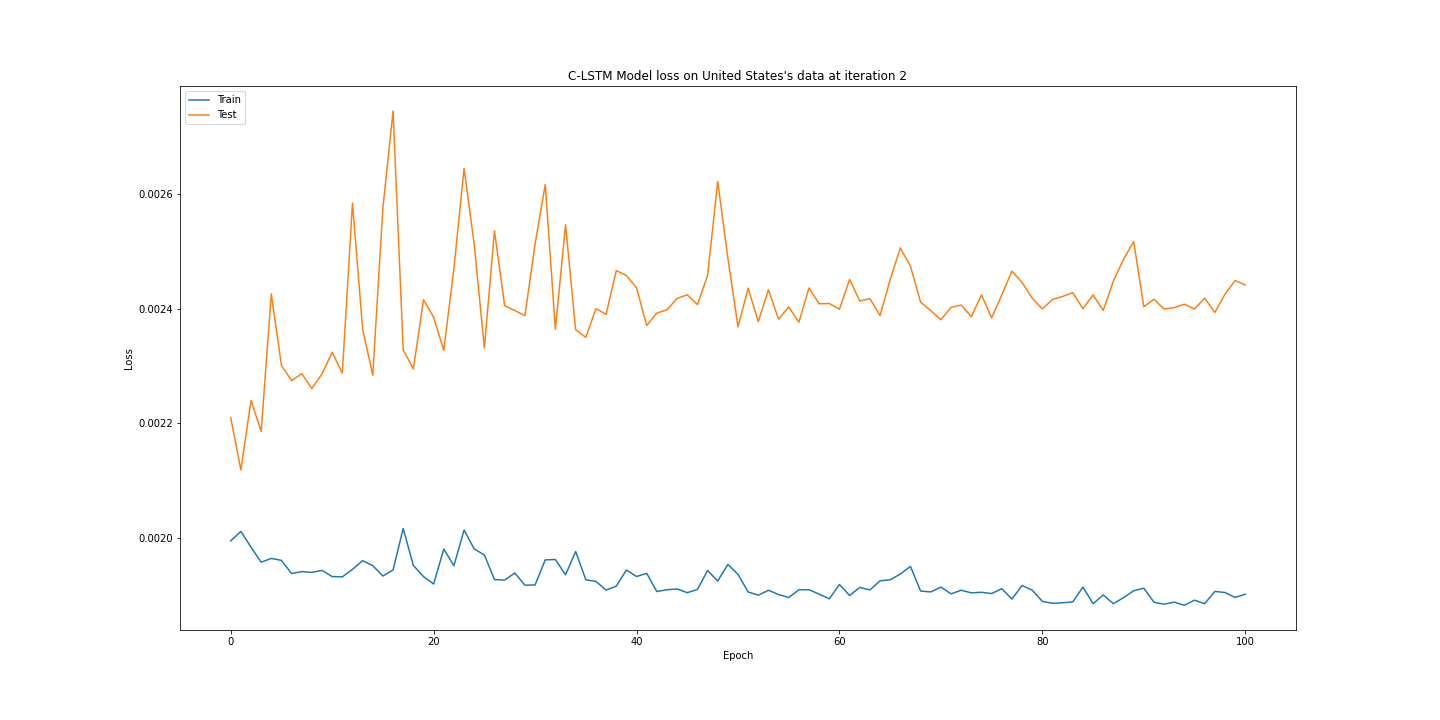 C-LSTM Model loss on United States's data at iteration 2
Train
Test
0.0026
0.0024
0.0022
0.0020
Loss
0 20 40 60 80 100
Epoch